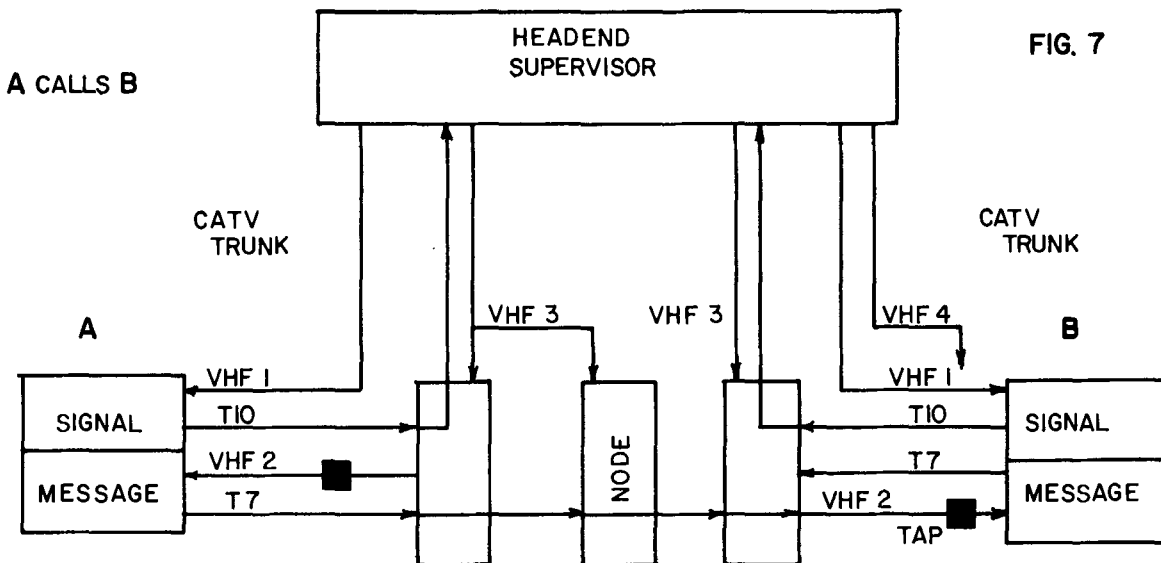 HEADEND
SUPERVISOR
FIG. 7
A CALLS B
CATV
TRUNK
CATV
TRUNK
VHF 3
VHF 3
VHF 4
A
B
VHF 1
VHF 1
SIGNAL
T10
T10
SIGNAL
VHF 2
T7
MESSAGE
T7
NODE
VHF 2
MESSAGE
TAP